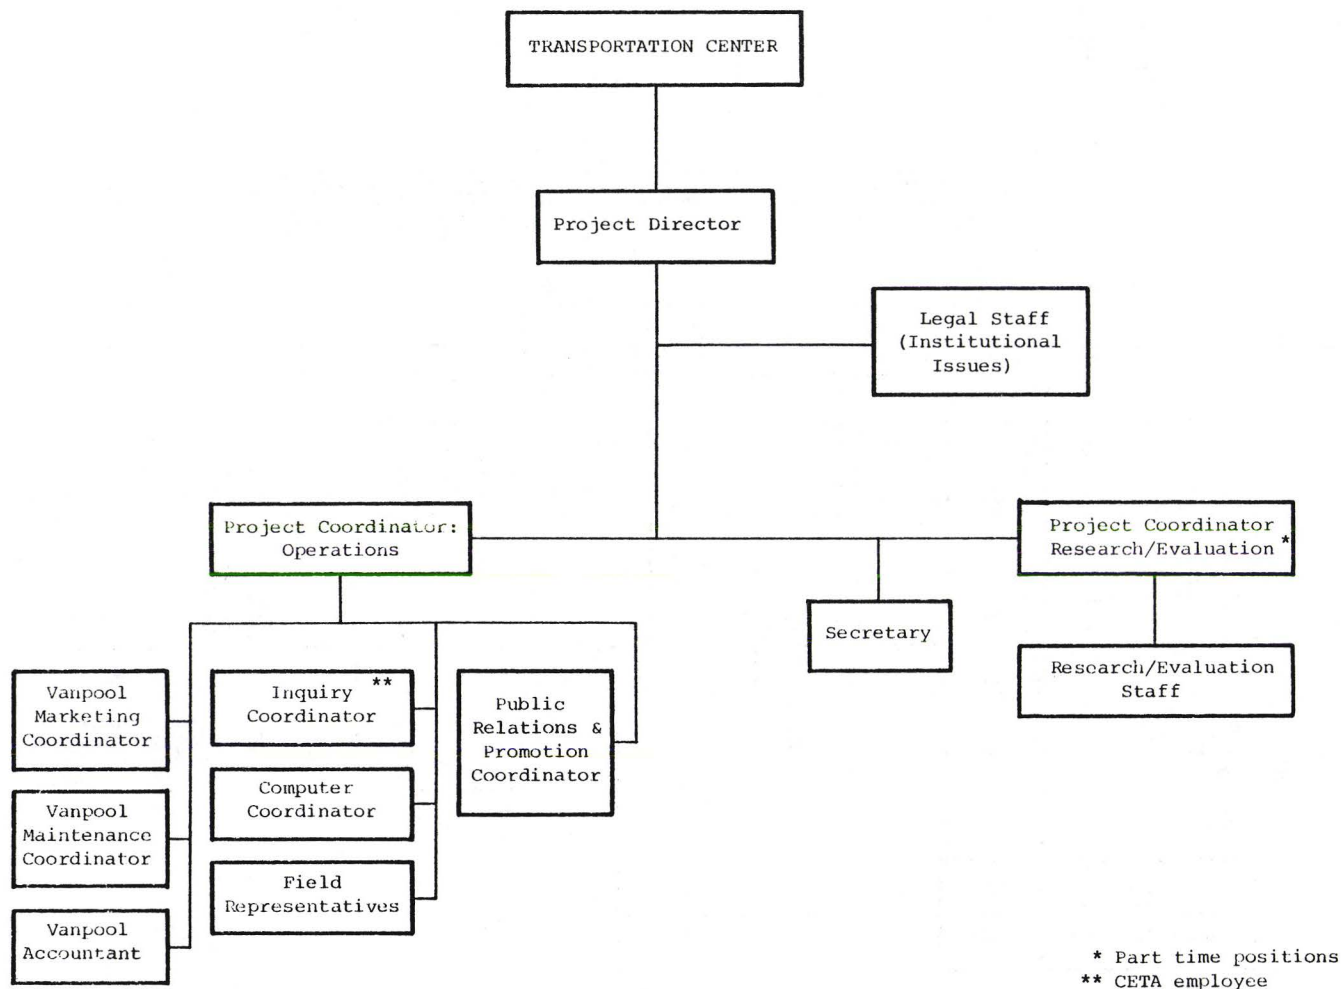 TRANSPORTATION CENTER
Project Director
Legal Staff
(Institutional
Issues)
Project Coordinator:
Operations
Project Coordinator
Research/Evaluation *
Secretary
Research/Evaluation
Staff
Vanpool
Marketing
Coordinator
Inquiry **
Coordinator
Public
Relations &
Promotion
Coordinator
Computer
Coordinator
Vanpool
Maintenance
Coordinator
Field
Representatives
Vanpool
Accountant
* Part time positions
** CETA employee